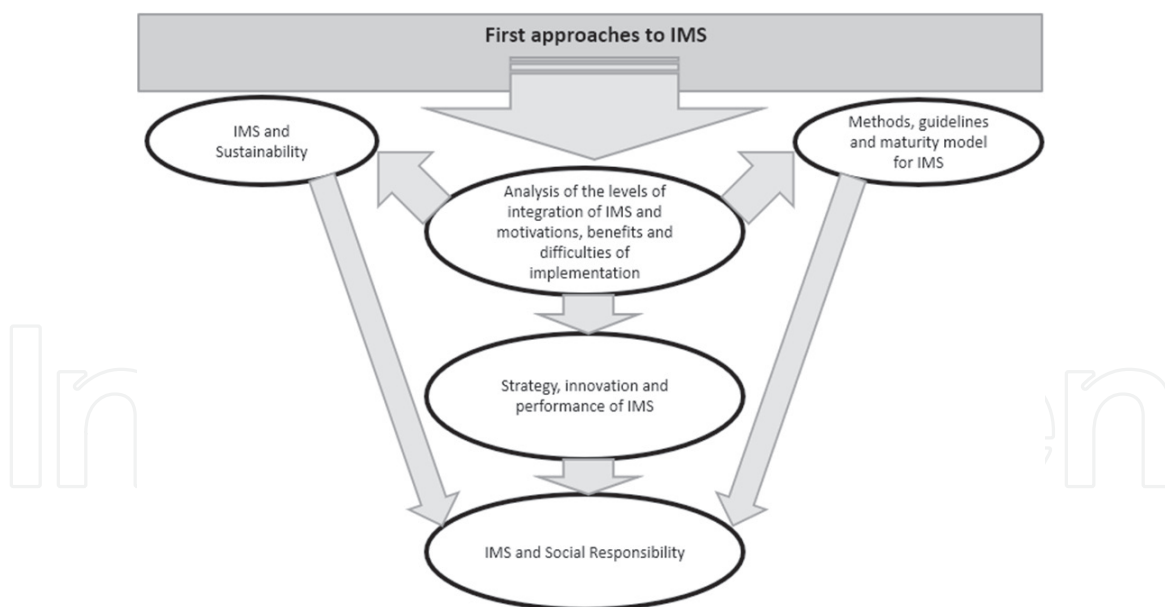 First approaches to IMS
IMS and
Sustainability
Methods, guidelines
and maturity model
for IMS
Analysis of the levels of
integration of IMS and
motivations, benefits and
difficulties of
implementation
Strategy, innovation and
performance of IMS
IMS and Social Responsibility